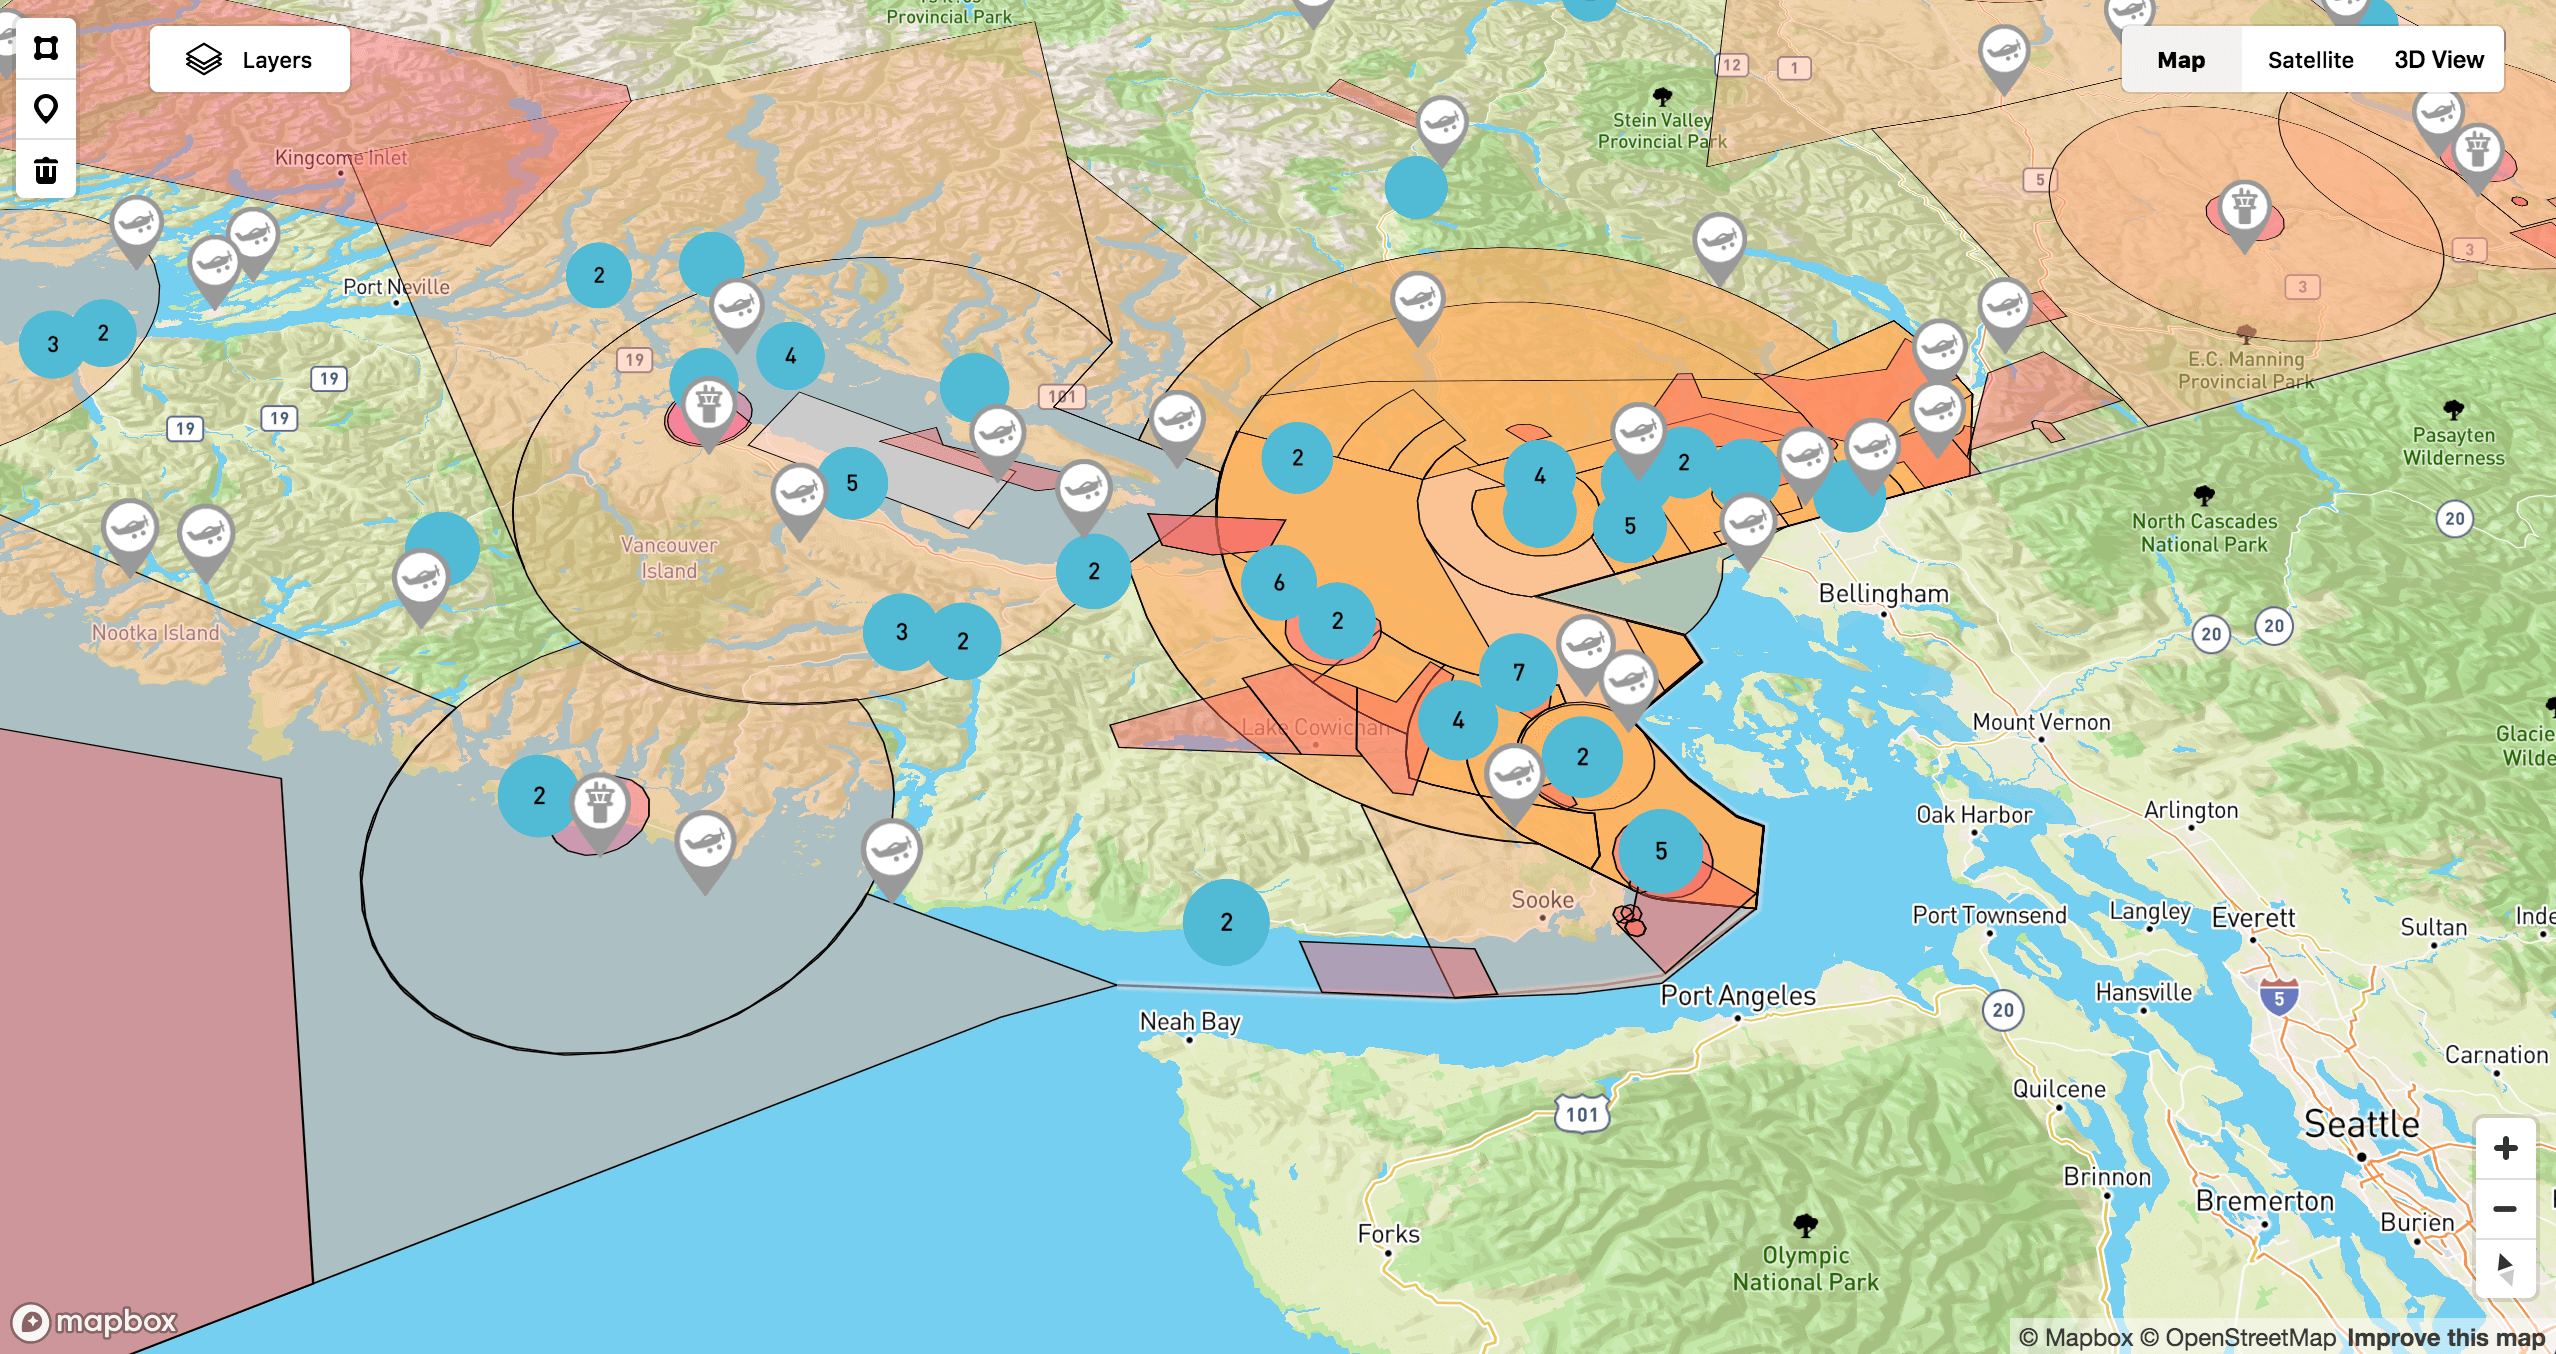 Provincial Park
Layers
Map
Satellite
3D View
12
1
Stein Valley
Provincial Park
Kingcome Inlet
5
3
3
Port Neville
2
3
2
19
4
19
19
19
101
E.C. Manning
Provincial Park
Pasayten
Wilderness
2
4
2
5
5
20
North Cascades
National Park
Vancouver
Island
2
6
2
Bellingham
20
20
Nootka Island
3
2
7
4
Lake Cowichan
Mount Vernon
Glacie
Wilde
2
2
Oak Harbor
Arlington
5
Sooke
2
Port Townsend
Langley
Everett
Sultan
Inde
Port Angeles
Hansville
5
20
Neah Bay
Carnation
Quilcene
101
Seattle
Brinnon
Bremerton
Burien
Forks
Olympic
National Park
mapbox
© Mapbox © OpenStreetMap Improve this map